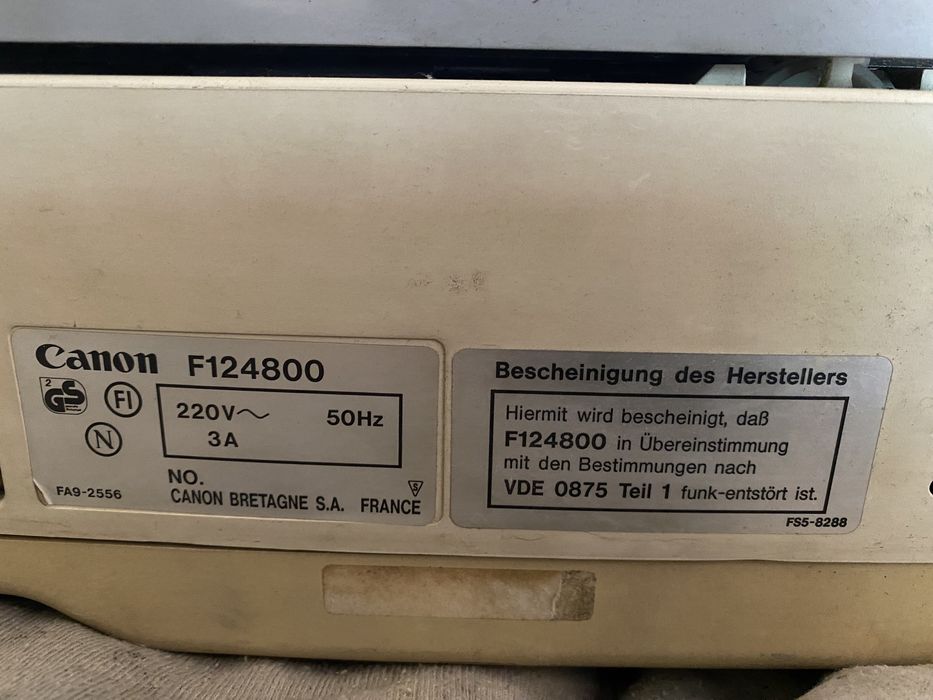 Canon F124800
2 GS
FI
N
220V~ 50Hz
3A
NO.
S
FA9-2556
CANON BRETAGNE S.A. FRANCE
Bescheinigung des Herstellers
Hiermit wird bescheinigt, daß
F124800 in Übereinstimmung
mit den Bestimmungen nach
VDE 0875 Teil 1 funk-entstört ist.
FS5-8288